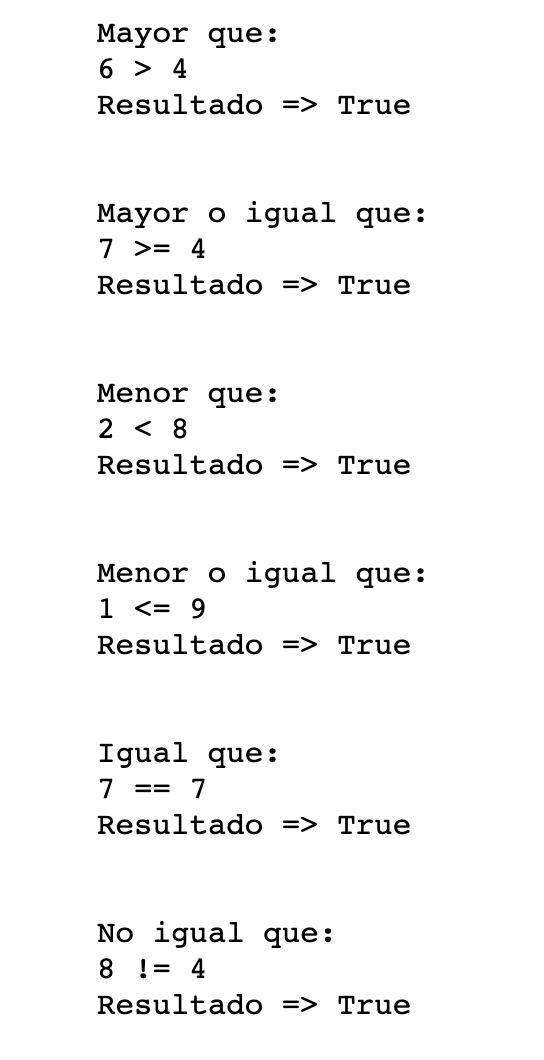 Mayor que:
6 > 4
Resultado => True
Mayor o igual que:
7 >= 4
Resultado => True
Menor que:
2 < 8
Resultado => True
Menor o igual que:
1 <= 9
Resultado => True
Igual que:
7 == 7
Resultado => True
No igual que:
8 != 4
Resultado => True